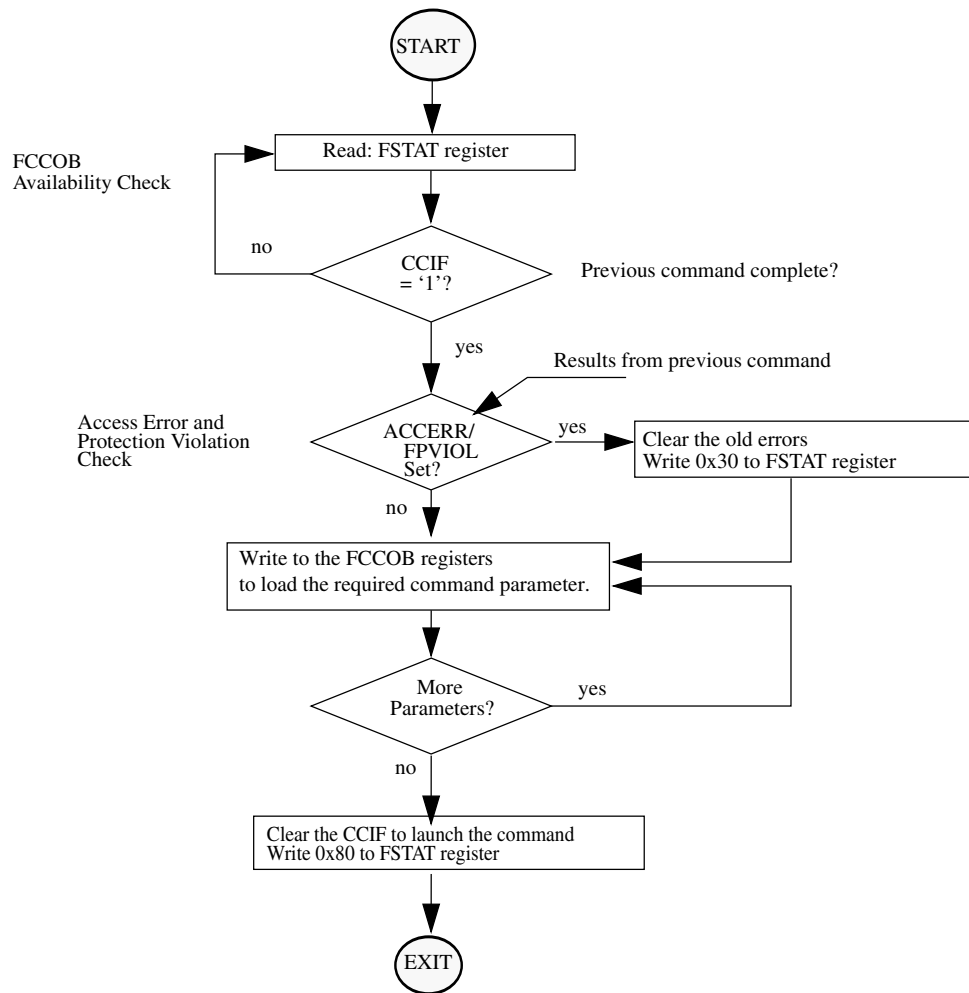 START
Read: FSTAT register
FCCOB
Availability Check
no
CCIF
= ‘1’?
Previous command complete?
yes
Results from previous command
Access Error and
Protection Violation
Check
ACCERR/
FPVIOL
Set?
yes
Clear the old errors
Write 0x30 to FSTAT register
no
Write to the FCCOB registers
to load the required command parameter.
More
Parameters?
yes
no
Clear the CCIF to launch the command
Write 0x80 to FSTAT register
EXIT